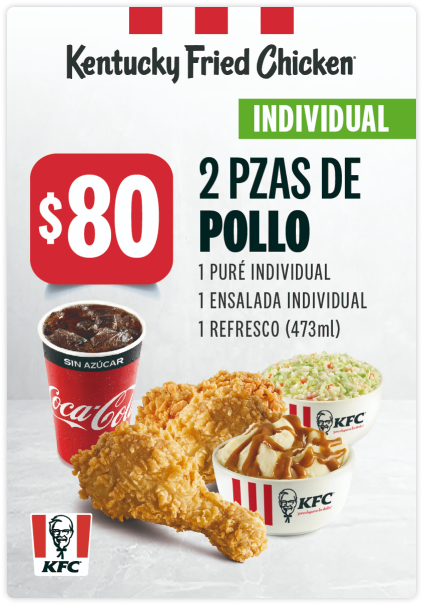 Kentucky Fried Chicken
INDIVIDUAL
$80
2 PZAS DE
POLLO
1 PURÉ INDIVIDUAL
1 ENSALADA INDIVIDUAL
1 REFRESCO (473ml)
SIN AZÚCAR
Coca-Col
KFC
KFC
KFC